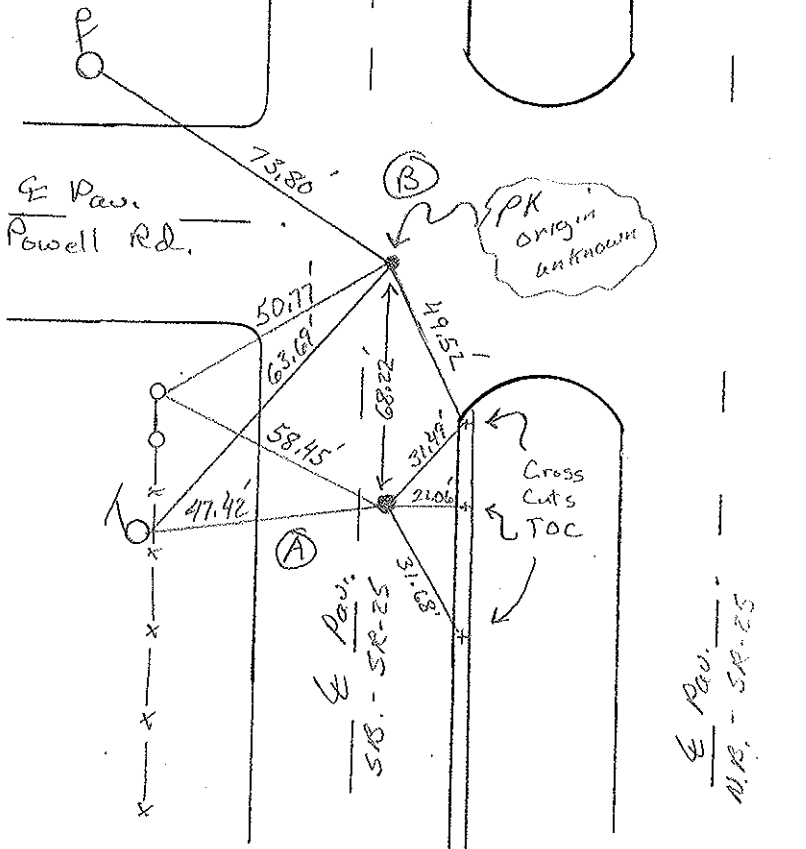 73.80'
B
PK
origin
unknown
℄ Pav.
Powell Rd.
50.77'
63.69'
49.52'
68.22'
58.45'
31.49'
47.42'
21.06'
A
31.68'
Cross
Cuts
TOC
℄ Pav.
S.B. - SR-25
℄ Pav.
N.B. - SR-25